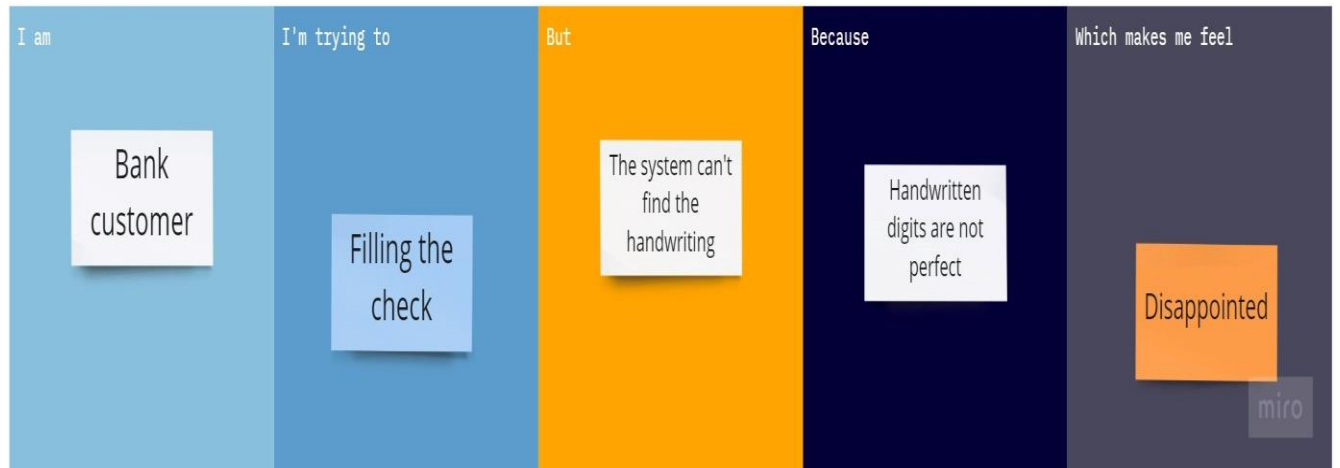 I am
Bank
customer
I'm trying to
Filling the
check
But
The system can't
find the
handwriting
Because
Handwritten
digits are not
perfect
Which makes me feel
Disappointed
miro